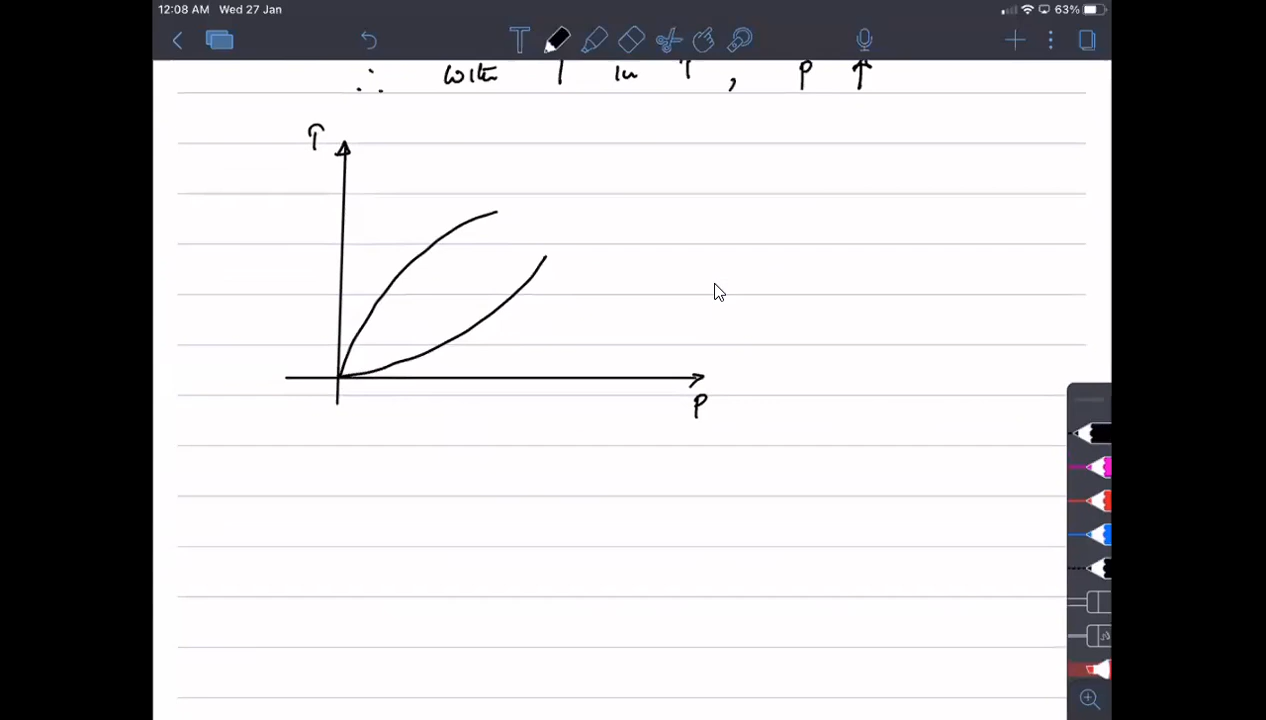 12:08 AM Wed 27 Jan
63%
T
∴ with ↑ in T, P ↑
T
P